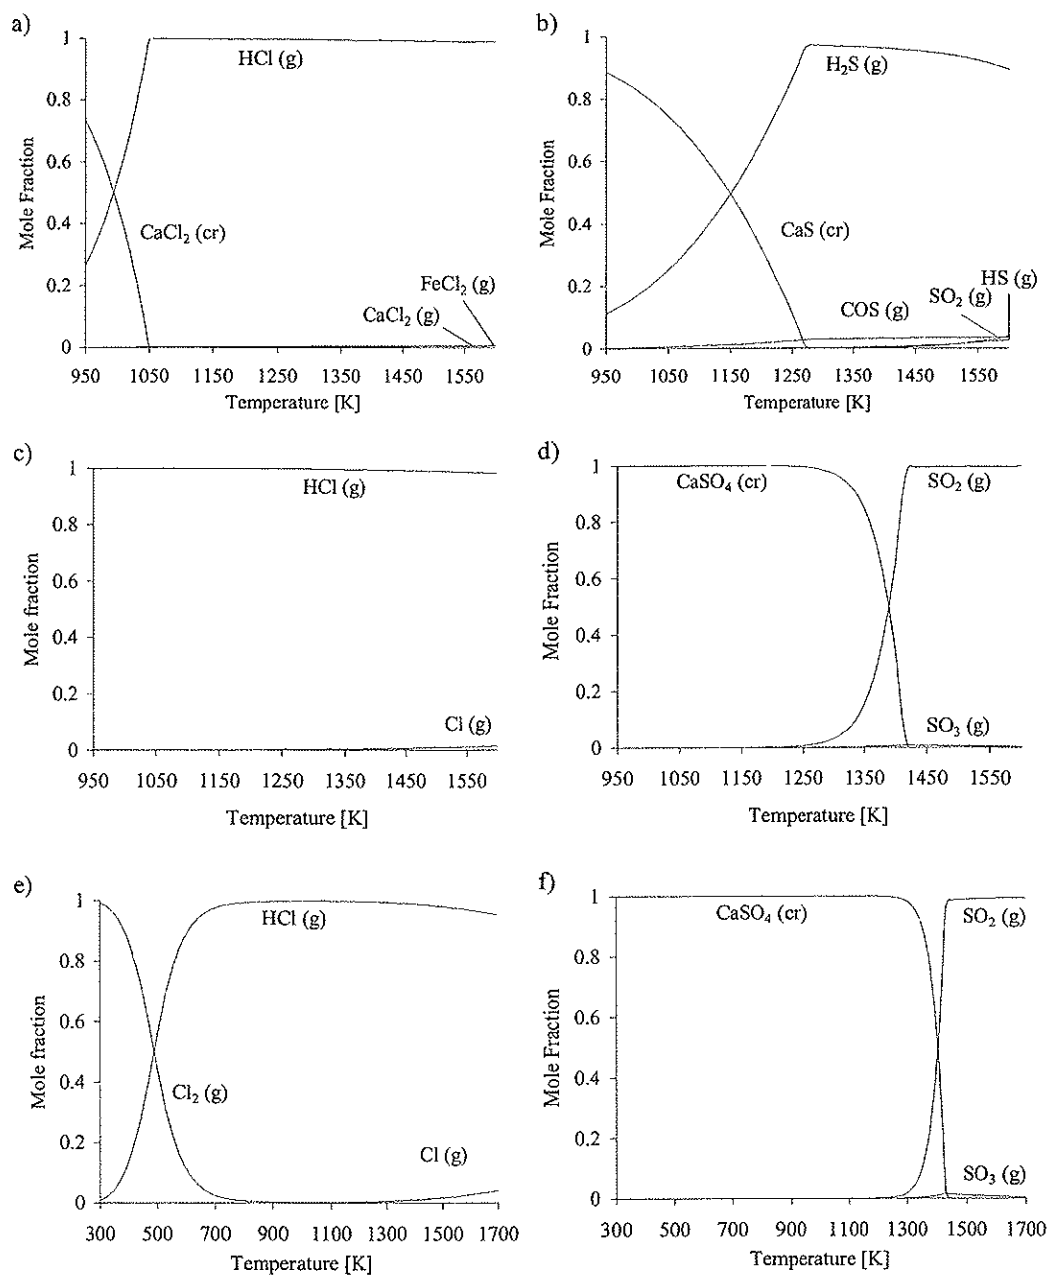 a)
1
0.8
0.6
0.4
0.2
0
Mole Fraction
HCl (g)
CaCl₂ (cr)
FeCl₂ (g)
CaCl₂ (g)
950 1050 1150 1250 1350 1450 1550
Temperature [K]
b)
1
0.8
0.6
0.4
0.2
0
Mole Fraction
H₂S (g)
CaS (cr)
HS (g)
SO₂ (g)
COS (g)
950 1050 1150 1250 1350 1450 1550
Temperature [K]
c)
1
0.8
0.6
0.4
0.2
0
Mole fraction
HCl (g)
Cl (g)
950 1050 1150 1250 1350 1450 1550
Temperature [K]
d)
1
0.8
0.6
0.4
0.2
0
Mole Fraction
CaSO₄ (cr)
SO₂ (g)
SO₃ (g)
950 1050 1150 1250 1350 1450 1550
Temperature [K]
e)
1
0.8
0.6
0.4
0.2
0
Mole fraction
HCl (g)
Cl₂ (g)
Cl (g)
300 500 700 900 1100 1300 1500 1700
Temperature [K]
f)
1
0.8
0.6
0.4
0.2
0
Mole Fraction
CaSO₄ (cr)
SO₂ (g)
SO₃ (g)
300 500 700 900 1100 1300 1500 1700
Temperature [K]